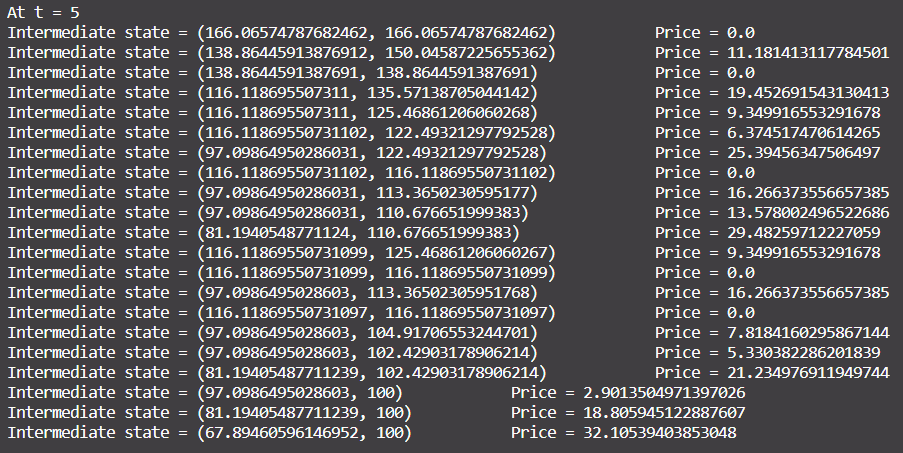 At t = 5
Intermediate state = (166.06574787682462, 166.06574787682462) Price = 0.0
Intermediate state = (138.86445913876912, 150.04587225655362) Price = 11.181413117784501
Intermediate state = (138.8644591387691, 138.8644591387691) Price = 0.0
Intermediate state = (116.118695507311, 135.57138705044142) Price = 19.452691543130413
Intermediate state = (116.118695507311, 125.4686120606​0268) Price = 9.349916553291678
Intermediate state = (116.11869550731102, 122.49321297792528) Price = 6.374517470614265
Intermediate state = (97.09864950286031, 122.49321297792528) Price = 25.39456347506497
Intermediate state = (116.11869550731102, 116.11869550731102) Price = 0.0
Intermediate state = (97.09864950286031, 113.3650230595177) Price = 16.266373556657385
Intermediate state = (97.09864950286031, 110.676651999383) Price = 13.578002496522686
Intermediate state = (81.1940548771124, 110.676651999383) Price = 29.48259712227059
Intermediate state = (116.11869550731099, 125.46861206060267) Price = 9.349916553291678
Intermediate state = (116.11869550731099, 116.11869550731099) Price = 0.0
Intermediate state = (97.0986495028603, 113.36502305951768) Price = 16.266373556657385
Intermediate state = (116.11869550731097, 116.11869550731097) Price = 0.0
Intermediate state = (97.0986495028603, 104.91706553244701) Price = 7.8184160295867144
Intermediate state = (97.0986495028603, 102.42903178906214) Price = 5.330382286201839
Intermediate state = (81.19405487711239, 102.42903178906214) Price = 21.234976911949744
Intermediate state = (97.0986495028603, 100) Price = 2.9013504971397026
Intermediate state = (81.19405487711239, 100) Price = 18.805945122887607
Intermediate state = (67.89460596146952, 100) Price = 32.10539403853048